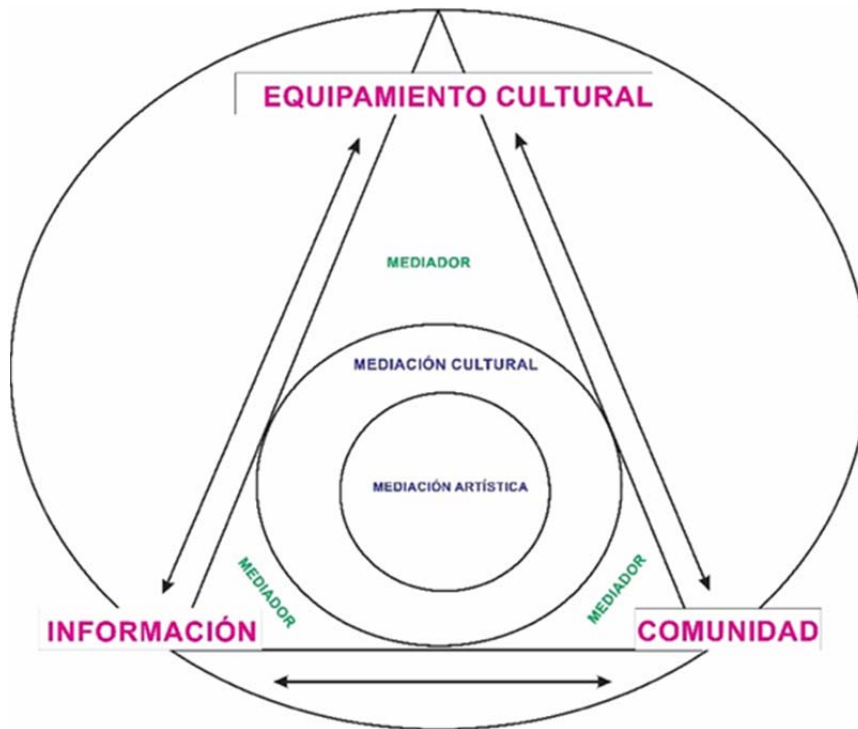 EQUIPAMIENTO CULTURAL
MEDIADOR
MEDIACIÓN CULTURAL
MEDIACIÓN ARTÍSTICA
MEDIADOR
MEDIADOR
INFORMACIÓN
COMUNIDAD